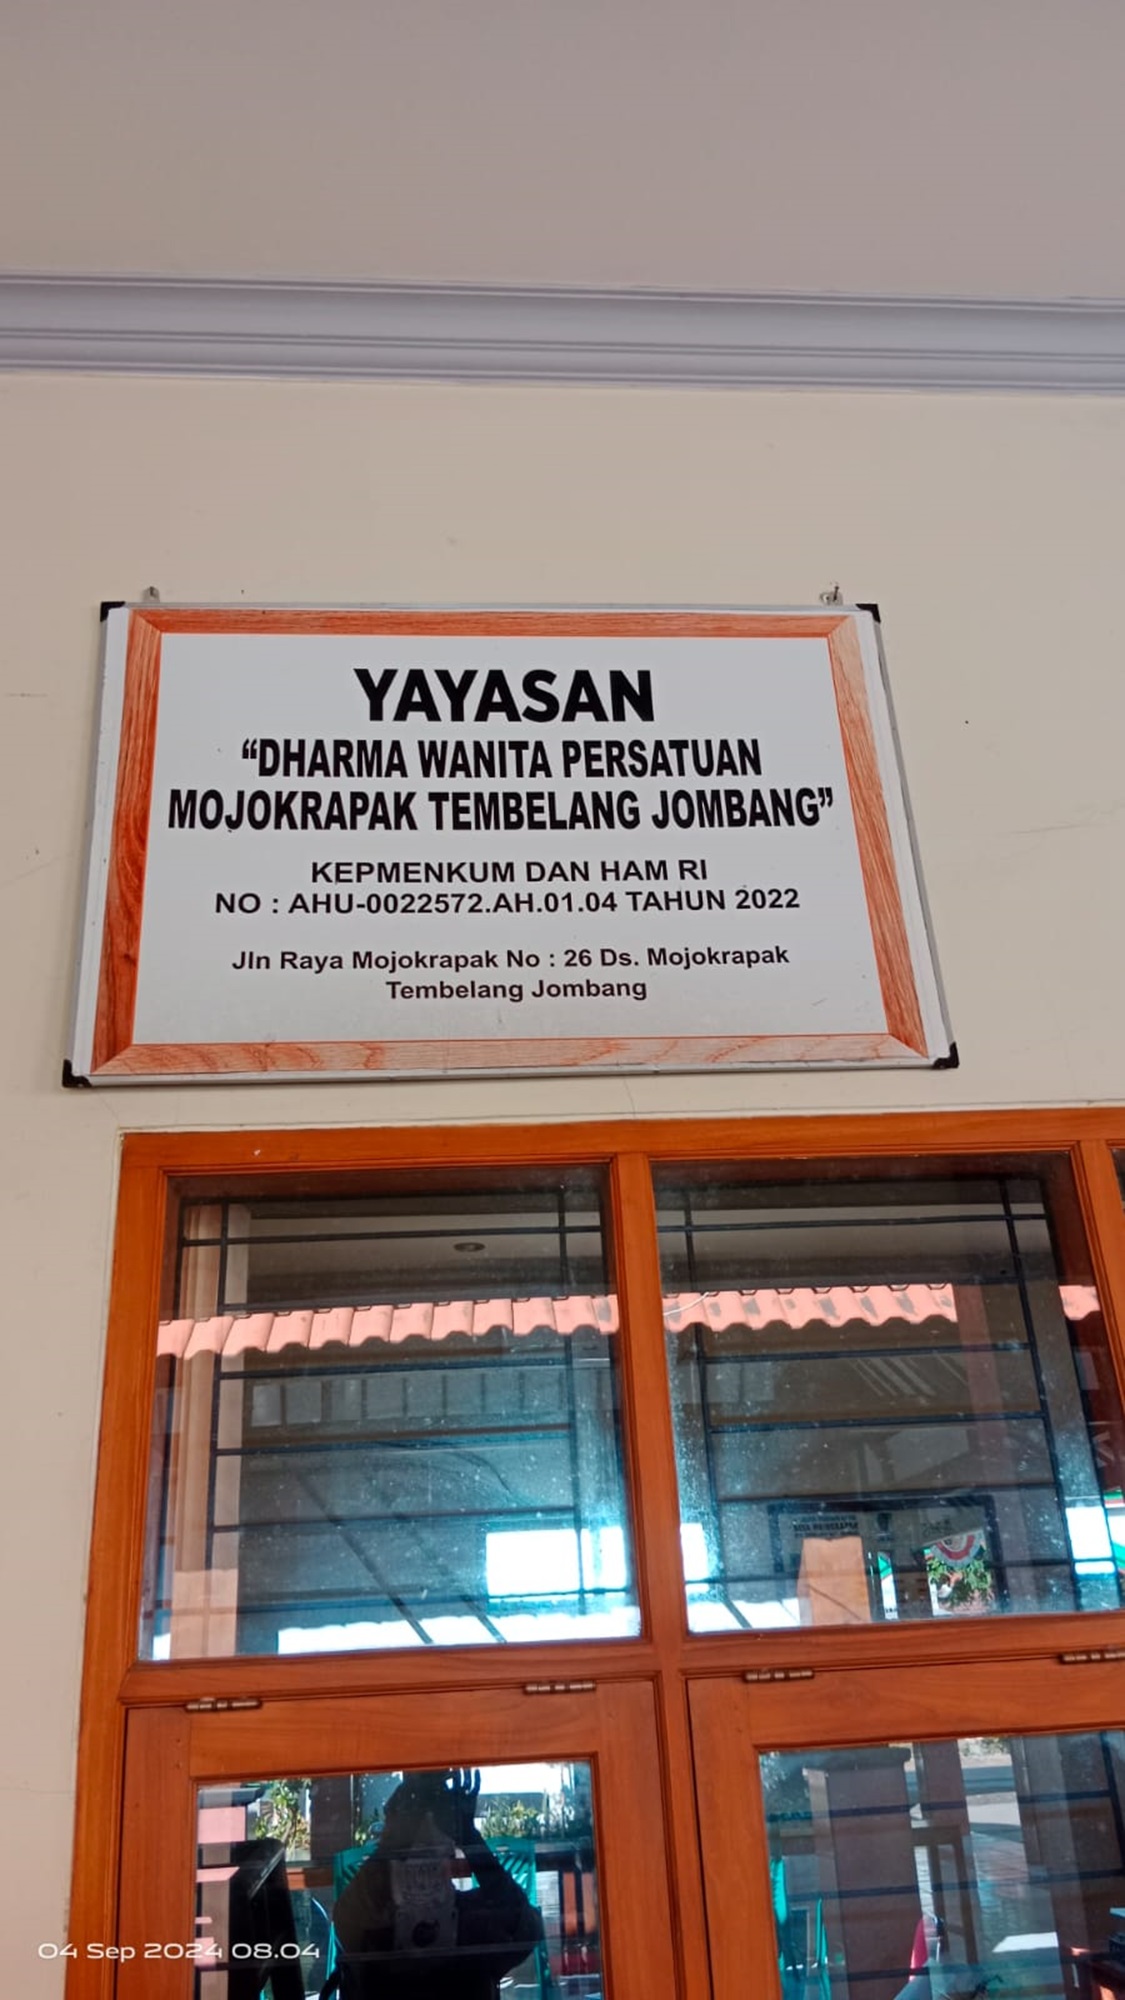 YAYASAN
“DHARMA WANITA PERSATUAN
MOJOKRAPAK TEMBELANG JOMBANG”
KEPMENKUM DAN HAM RI
NO : AHU-0022572.AH.01.04 TAHUN 2022
Jln Raya Mojokrapak No : 26 Ds. Mojokrapak
Tembelang Jombang
04 Sep 2024 08.04